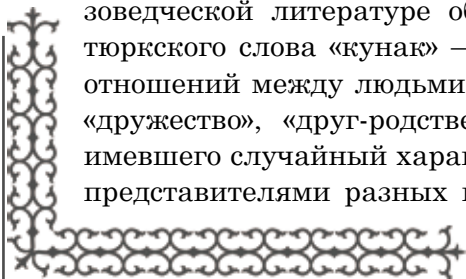 зоведческой литературе об
тюркского слова «кунак» –
отношений между людьми
«дружество», «друг-родстве
имевшего случайный харак
представителями разных